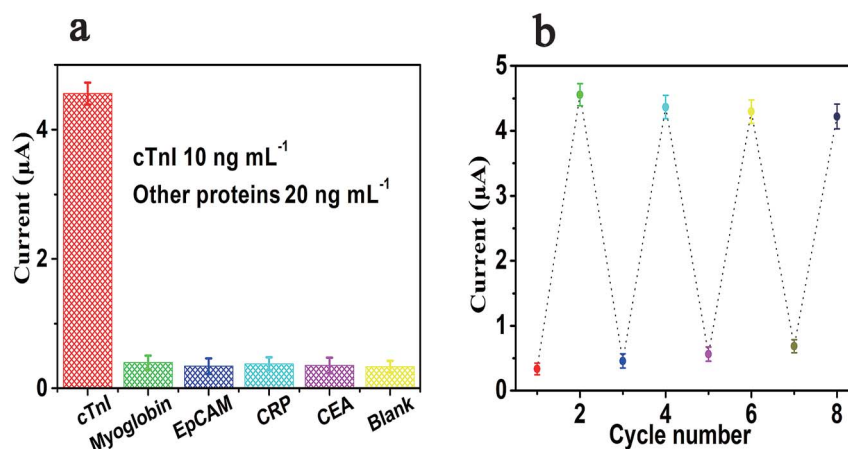 a
Current (μA)
4
2
0
cTnI 10 ng mL⁻¹
Other proteins 20 ng mL⁻¹
cTnI
Myoglobin
EpCAM
CRP
CEA
Blank
b
Current (μA)
5
4
3
2
1
0
2
4
6
8
Cycle number